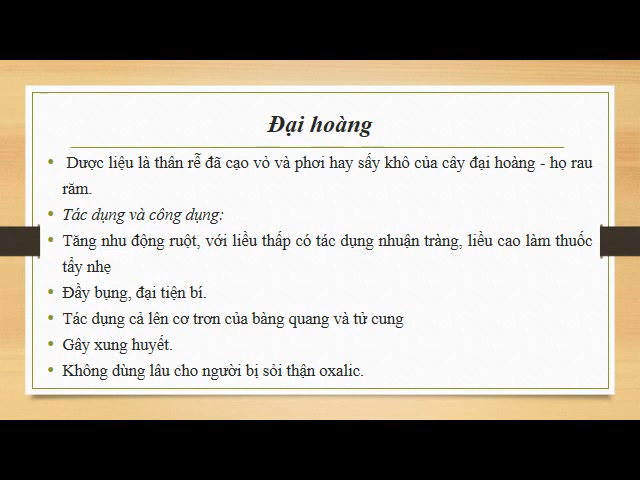 Đại hoàng
• Dược liệu là thân rễ đã cạo vỏ và phơi hay sấy khô của cây đại hoàng - họ rau
răm.
• Tác dụng và công dụng:
• Tăng nhu động ruột, với liều thấp có tác dụng nhuận tràng, liều cao làm thuốc
tẩy nhẹ
• Đầy bụng, đại tiện bí.
• Tác dụng cả lên cơ trơn của bàng quang và tử cung
• Gây xung huyết.
• Không dùng lâu cho người bị sỏi thận oxalic.